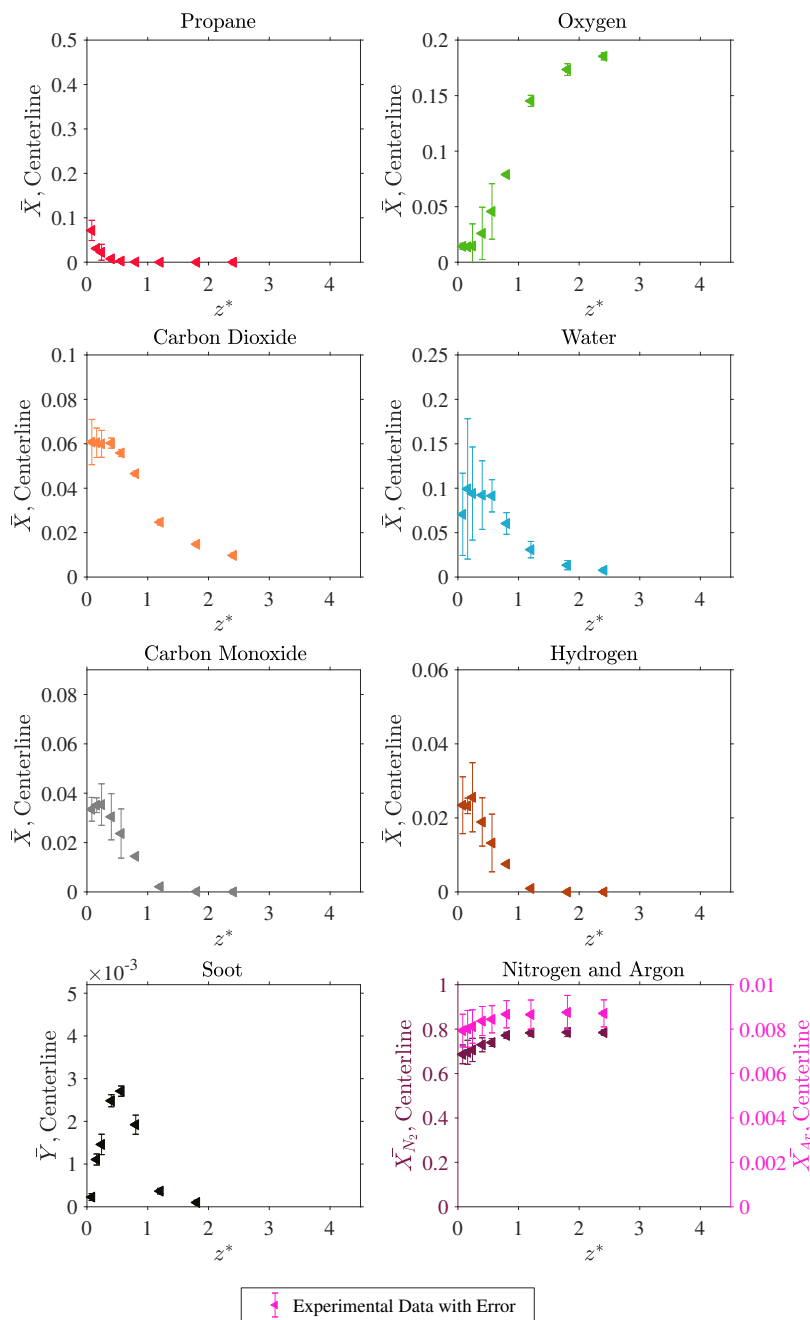 Propane
0.5
0.4
0.3
0.2
0.1
0
0 1 2 3 4
X̄, Centerline
z*
Oxygen
0.2
0.15
0.1
0.05
0
0 1 2 3 4
X̄, Centerline
z*
Carbon Dioxide
0.1
0.08
0.06
0.04
0.02
0
0 1 2 3 4
X̄, Centerline
z*
Water
0.25
0.2
0.15
0.1
0.05
0
0 1 2 3 4
X̄, Centerline
z*
Carbon Monoxide
0.08
0.06
0.04
0.02
0
0 1 2 3 4
X̄, Centerline
z*
Hydrogen
0.06
0.04
0.02
0
0 1 2 3 4
X̄, Centerline
z*
Soot
×10⁻³
5
4
3
2
1
0
0 1 2 3 4
Ȳ, Centerline
z*
Nitrogen and Argon
1
0.8
0.6
0.4
0.2
0
0 1 2 3 4
X̄_{N₂}, Centerline
0.01
0.008
0.006
0.004
0.002
0
X̄_{Ar}, Centerline
z*
Experimental Data with Error